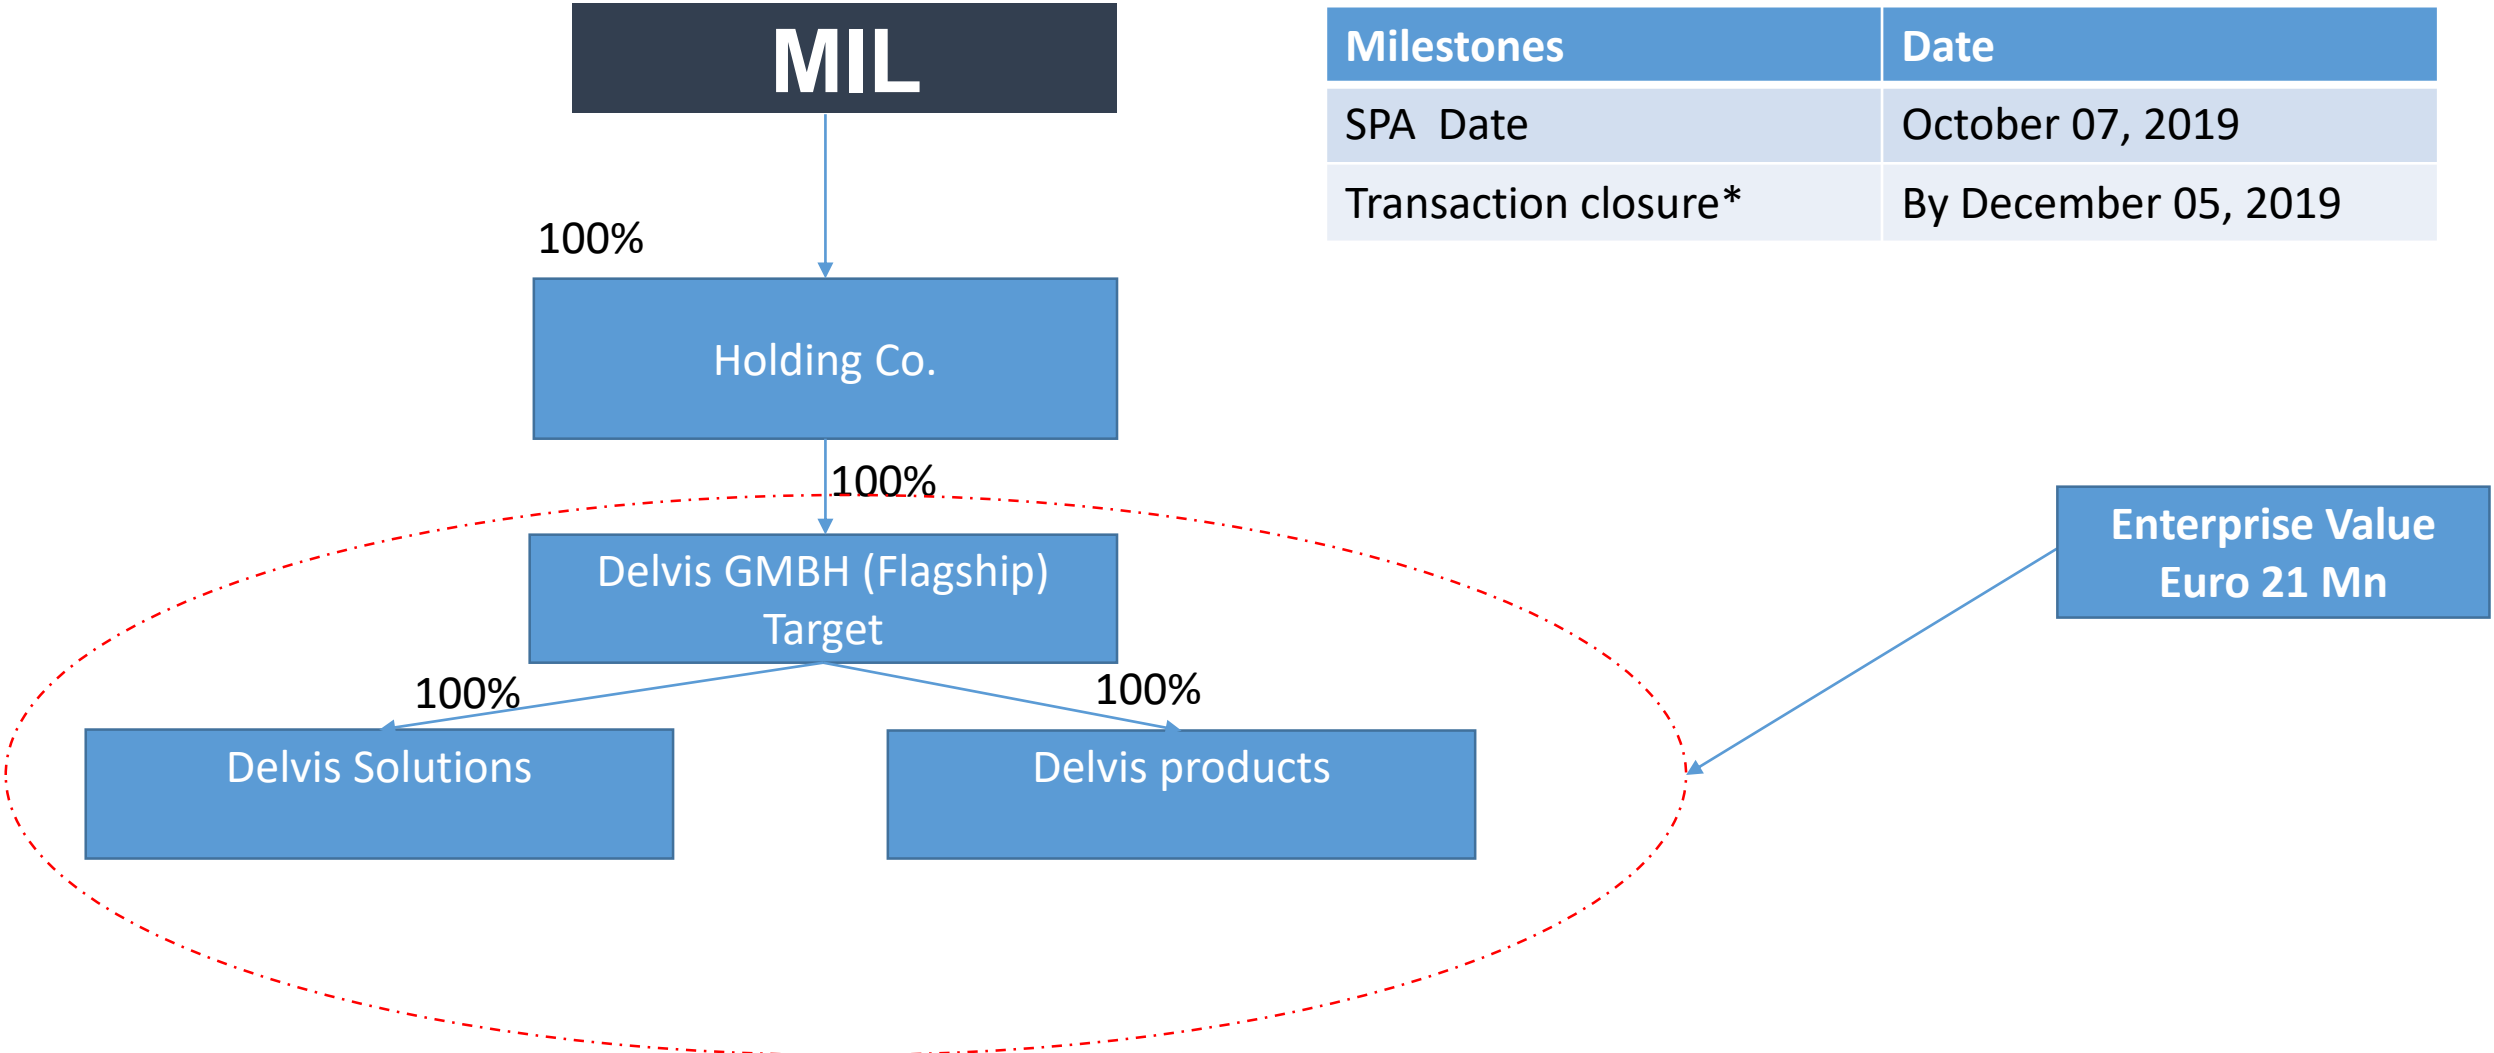 MIL
Milestones Date
SPA Date October 07, 2019
Transaction closure* By December 05, 2019
100%
Holding Co.
100%
Delvis GMBH (Flagship)
Target
Enterprise Value
Euro 21 Mn
100%
100%
Delvis Solutions
Delvis products